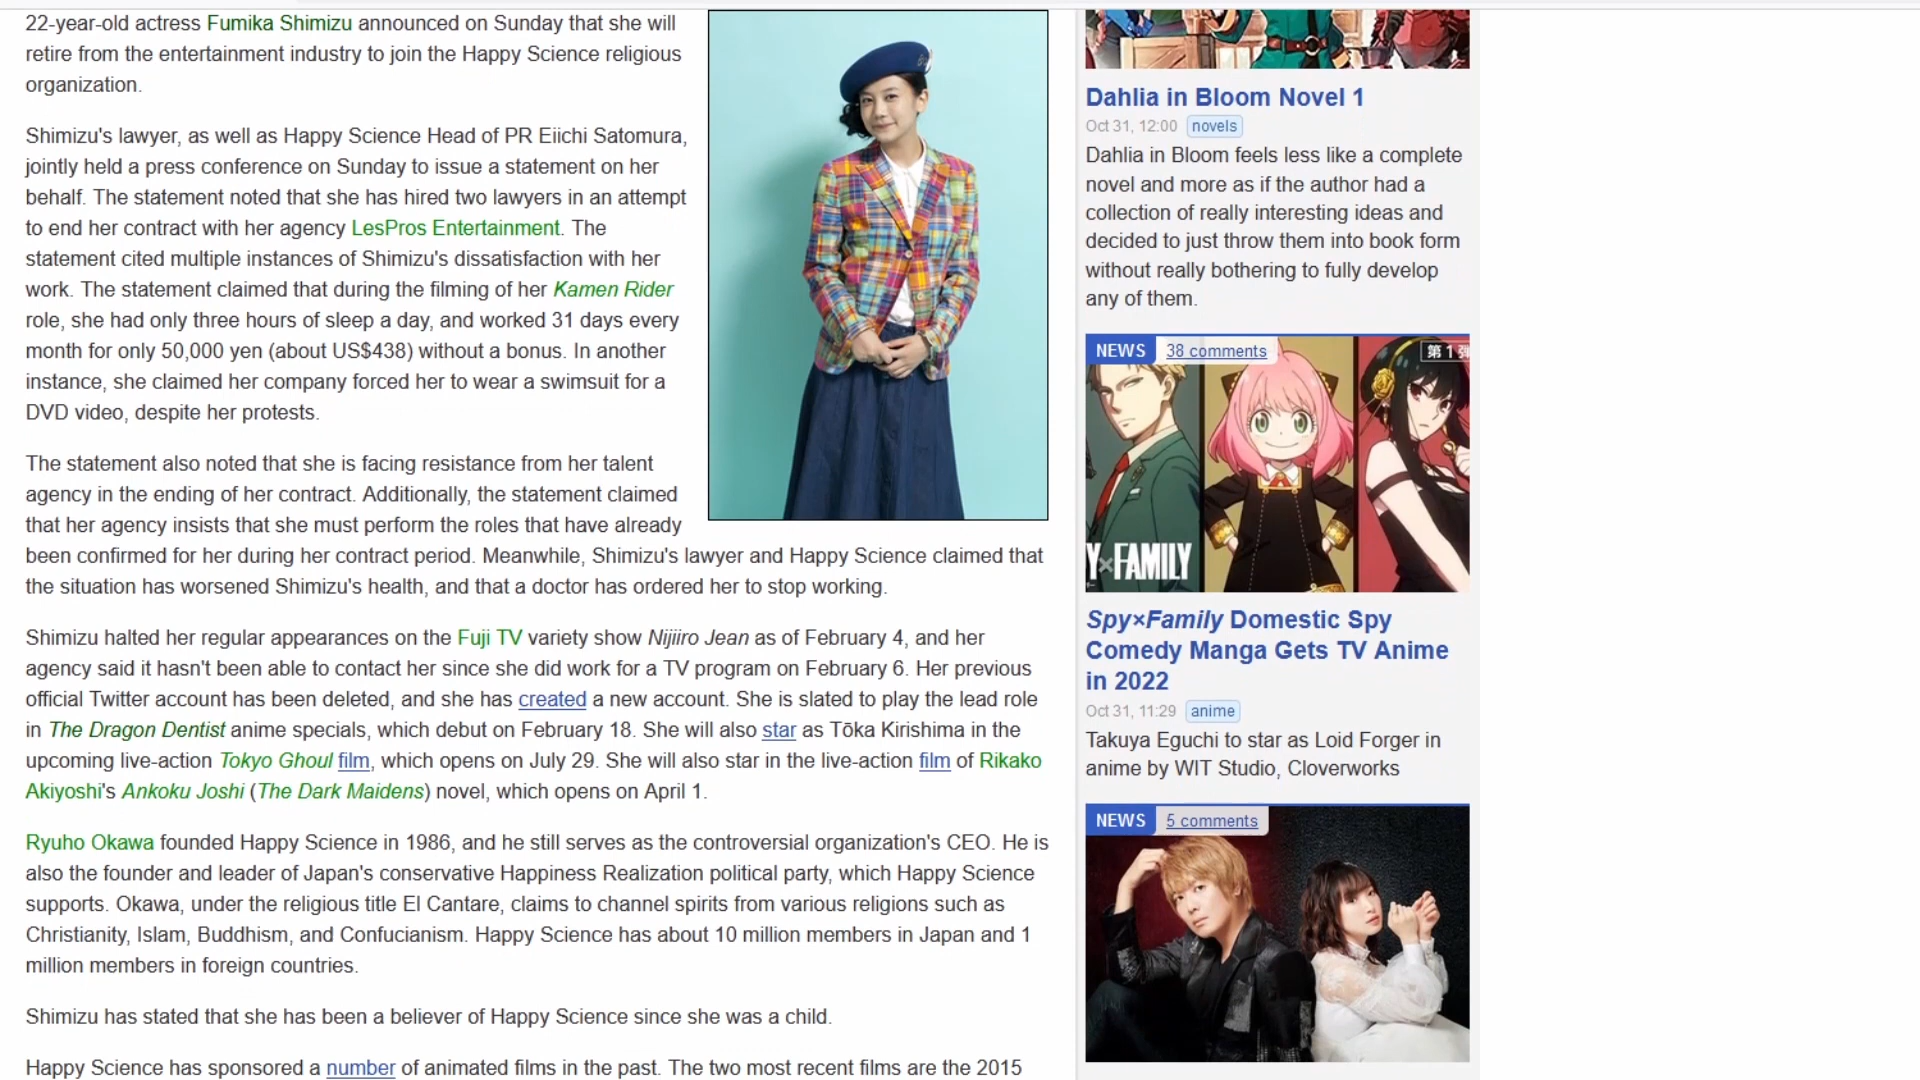 22-year-old actress Fumika Shimizu announced on Sunday that she will
retire from the entertainment industry to join the Happy Science religious
organization.
Shimizu's lawyer, as well as Happy Science Head of PR Eiichi Satomura,
jointly held a press conference on Sunday to issue a statement on her
behalf. The statement noted that she has hired two lawyers in an attempt
to end her contract with her agency LesPros Entertainment. The
statement cited multiple instances of Shimizu's dissatisfaction with her
work. The statement claimed that during the filming of her Kamen Rider
role, she had only three hours of sleep a day, and worked 31 days every
month for only 50,000 yen (about US$438) without a bonus. In another
instance, she claimed her company forced her to wear a swimsuit for a
DVD video, despite her protests.
The statement also noted that she is facing resistance from her talent
agency in the ending of her contract. Additionally, the statement claimed
that her agency insists that she must perform the roles that have already
been confirmed for her during her contract period. Meanwhile, Shimizu's lawyer and Happy Science claimed that
the situation has worsened Shimizu's health, and that a doctor has ordered her to stop working.
Shimizu halted her regular appearances on the Fuji TV variety show Nijiiro Jean as of February 4, and her
agency said it hasn't been able to contact her since she did work for a TV program on February 6. Her previous
official Twitter account has been deleted, and she has created a new account. She is slated to play the lead role
in The Dragon Dentist anime specials, which debut on February 18. She will also star as Tōka Kirishima in the
upcoming live-action Tokyo Ghoul film, which opens on July 29. She will also star in the live-action film of Rikako
Akiyoshi's Ankoku Joshi (The Dark Maidens) novel, which opens on April 1.
Ryuho Okawa founded Happy Science in 1986, and he still serves as the controversial organization's CEO. He is
also the founder and leader of Japan's conservative Happiness Realization political party, which Happy Science
supports. Okawa, under the religious title El Cantare, claims to channel spirits from various religions such as
Christianity, Islam, Buddhism, and Confucianism. Happy Science has about 10 million members in Japan and 1
million members in foreign countries.
Shimizu has stated that she has been a believer of Happy Science since she was a child.
Happy Science has sponsored a number of animated films in the past. The two most recent films are the 2015
Dahlia in Bloom Novel 1
Oct 31, 12:00 novels
Dahlia in Bloom feels less like a complete
novel and more as if the author had a
collection of really interesting ideas and
decided to just throw them into book form
without really bothering to fully develop
any of them.
NEWS 38 comments
第1弾
Y×FAMILY
Spy×Family Domestic Spy
Comedy Manga Gets TV Anime
in 2022
Oct 31, 11:29 anime
Takuya Eguchi to star as Loid Forger in
anime by WIT Studio, Cloverworks
NEWS 5 comments